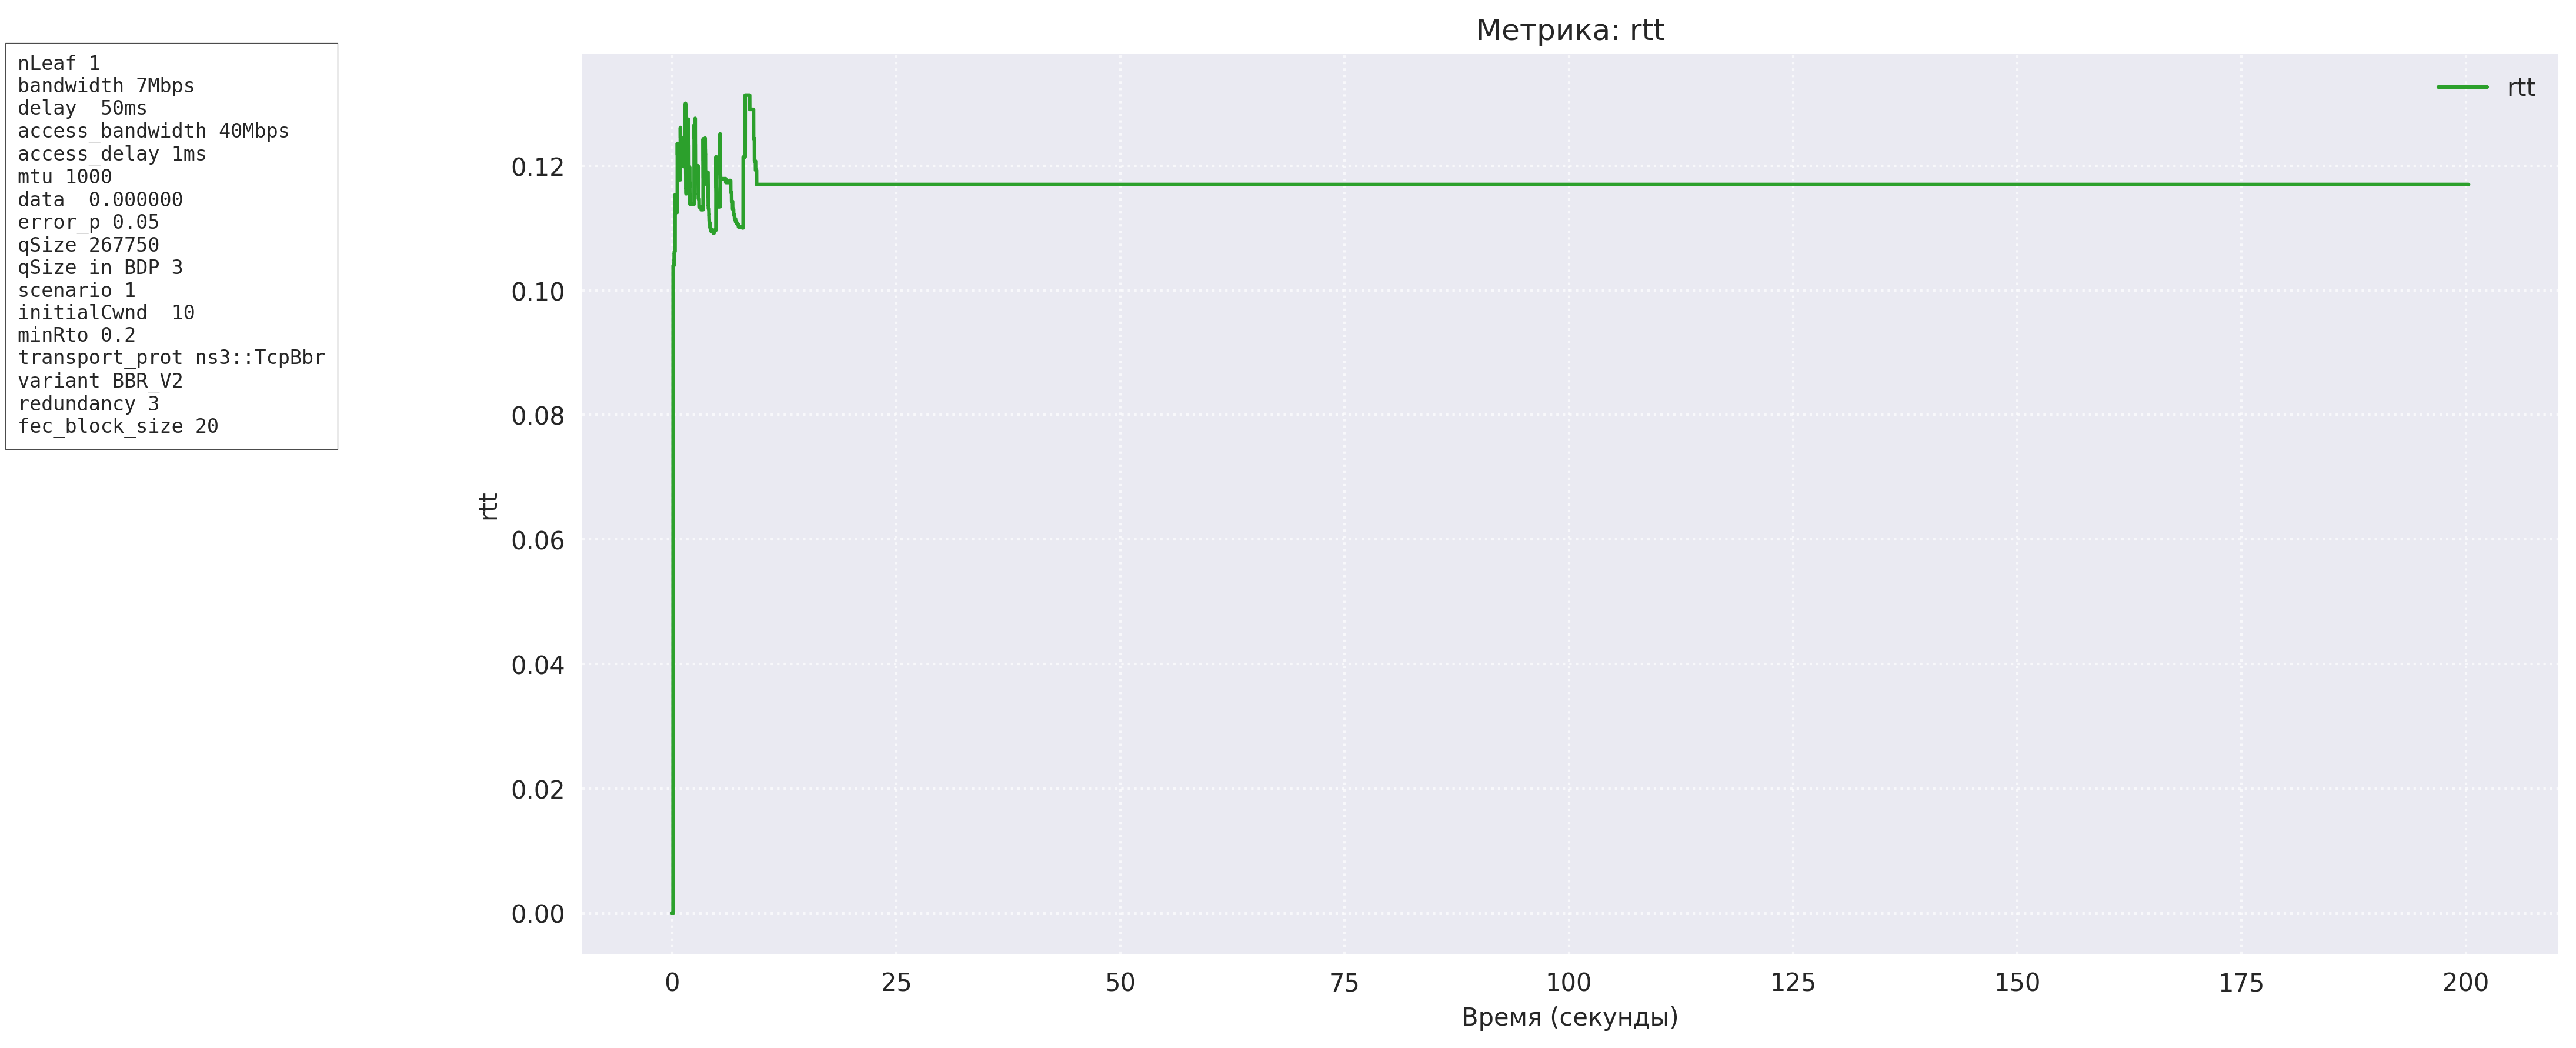 Метрика: rtt
nLeaf 1
bandwidth 7Mbps
delay  50ms
access_bandwidth 40Mbps
access_delay 1ms
mtu 1000
data  0.000000
error_p 0.05
qSize 267750
qSize in BDP 3
scenario 1
initialCwnd  10
minRto 0.2
transport_prot ns3::TcpBbr
variant BBR_V2
redundancy 3
fec_block_size 20
rtt
rtt
0.12
0.10
0.08
0.06
0.04
0.02
0.00
0 25 50 75 100 125 150 175 200
Время (секунды)